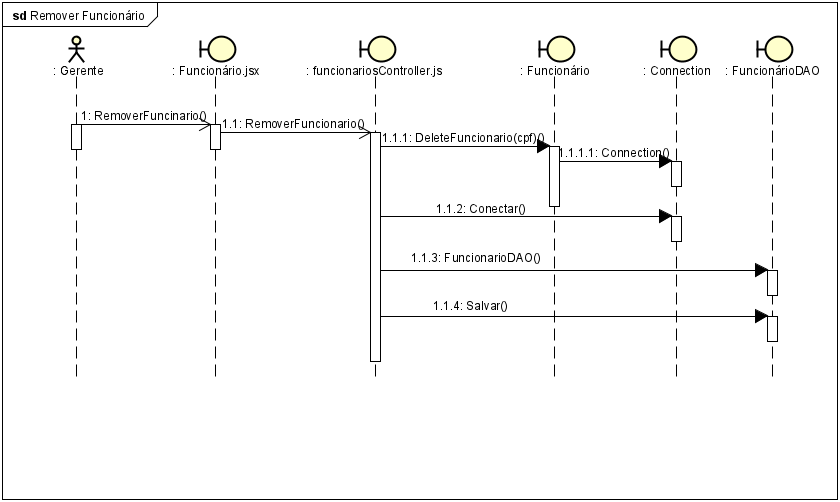 sd Remover Funcionário
: Gerente
: Funcionário.jsx
: funcionariosController.js
: Funcionário
: Connection
: FuncionárioDAO
1: RemoverFuncinario()
1.1: RemoverFuncionario()
1.1.1: DeleteFuncionario(cpf)()
1.1.1.1: Connection()
1.1.2: Conectar()
1.1.3: FuncionarioDAO()
1.1.4: Salvar()